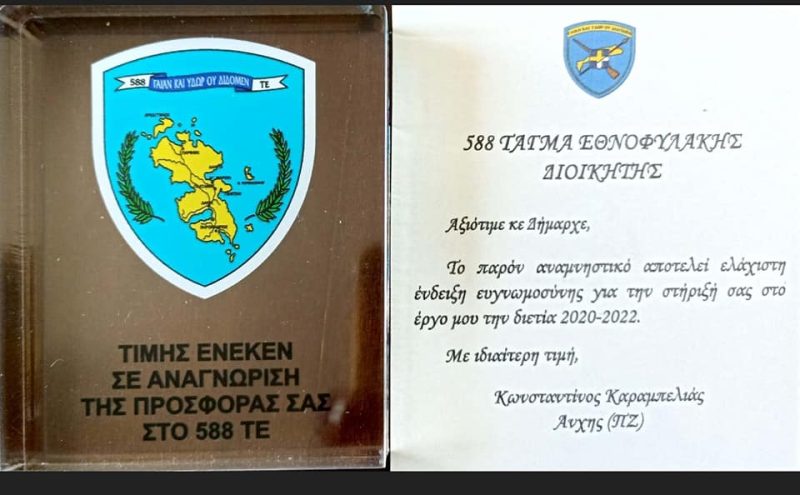 588 ΓΑΙΑΝ ΚΑΙ ΥΔΩΡ ΟΥ ΔΙΔΟΜΕΝ ΤΕ
ΤΙΜΗΣ ΕΝΕΚΕΝ
ΣΕ ΑΝΑΓΝΩΡΙΣΗ
ΤΗΣ ΠΡΟΣΦΟΡΑΣ ΣΑΣ
ΣΤΟ 588 ΤΕ
588 ΤΑΓΜΑ ΕΘΝΟΦΥΛΑΚΗΣ
ΔΙΟΙΚΗΤΗΣ
Αξιότιμε κε Δήμαρχε,
Το παρόν αναμνηστικό αποτελεί ελάχιστη
ένδειξη ευγνωμοσύνης για την στήριξή σας στο
έργο μου την διετία 2020-2022.
Με ιδιαίτερη τιμή,
Κωνσταντίνος Καραμπελιάς
Ανχης (ΠΖ)